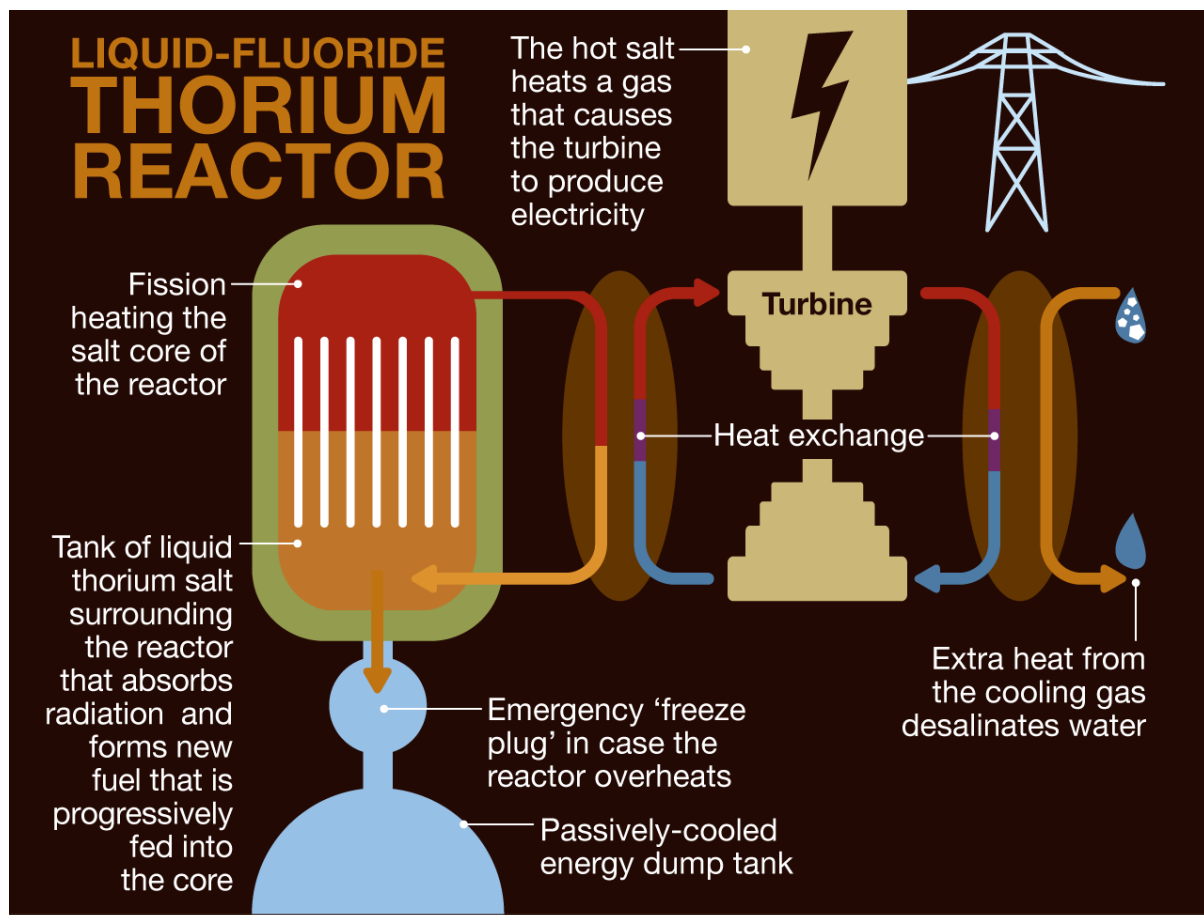 LIQUID-FLUORIDE
THORIUM
REACTOR
The hot salt
heats a gas
that causes
the turbine
to produce
electricity
Fission
heating the
salt core of
the reactor
Turbine
Heat exchange
Tank of liquid
thorium salt
surrounding
the reactor
that absorbs
radiation and
forms new
fuel that is
progressively
fed into
the core
Emergency ‘freeze
plug’ in case the
reactor overheats
Passively-cooled
energy dump tank
Extra heat from
the cooling gas
desalinates water